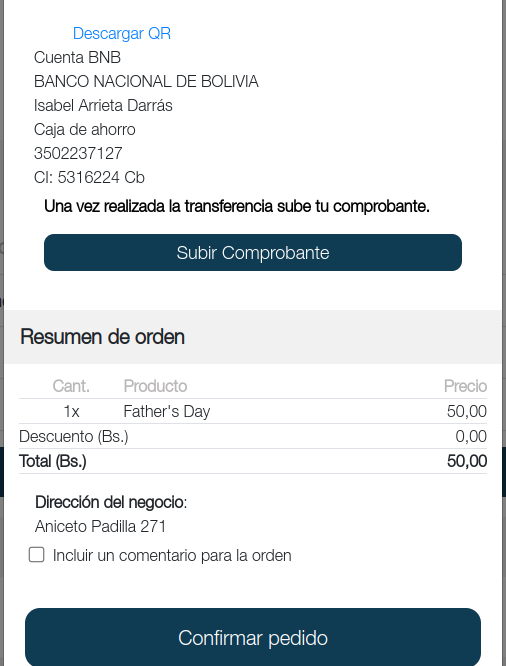 Descargar QR
Cuenta BNB
BANCO NACIONAL DE BOLIVIA
Isabel Arrieta Darrás
Caja de ahorro
3502237127
CI: 5316224 Cb
Una vez realizada la transferencia sube tu comprobante.
Subir Comprobante
Resumen de orden
Cant. Producto Precio
1x Father's Day 50,00
Descuento (Bs.) 0,00
Total (Bs.) 50,00
Dirección del negocio:
Aniceto Padilla 271
Incluir un comentario para la orden
Confirmar pedido